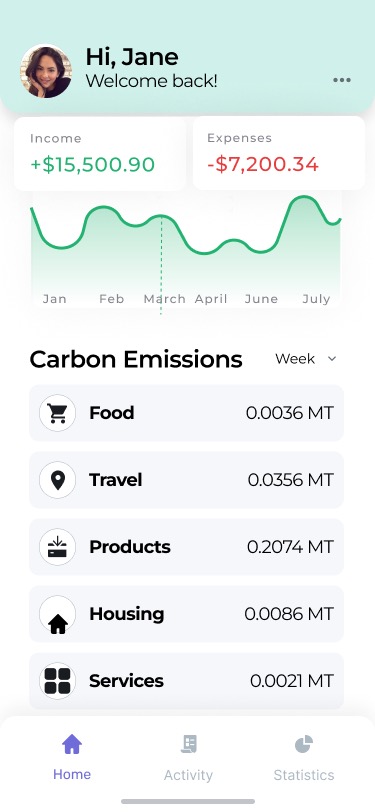 Hi, Jane
Welcome back!
Income
+$15,500.90
Expenses
-$7,200.34
Jan Feb March April June July
Carbon Emissions
Week
Food 0.0036 MT
Travel 0.0356 MT
Products 0.2074 MT
Housing 0.0086 MT
Services 0.0021 MT
Home Activity Statistics